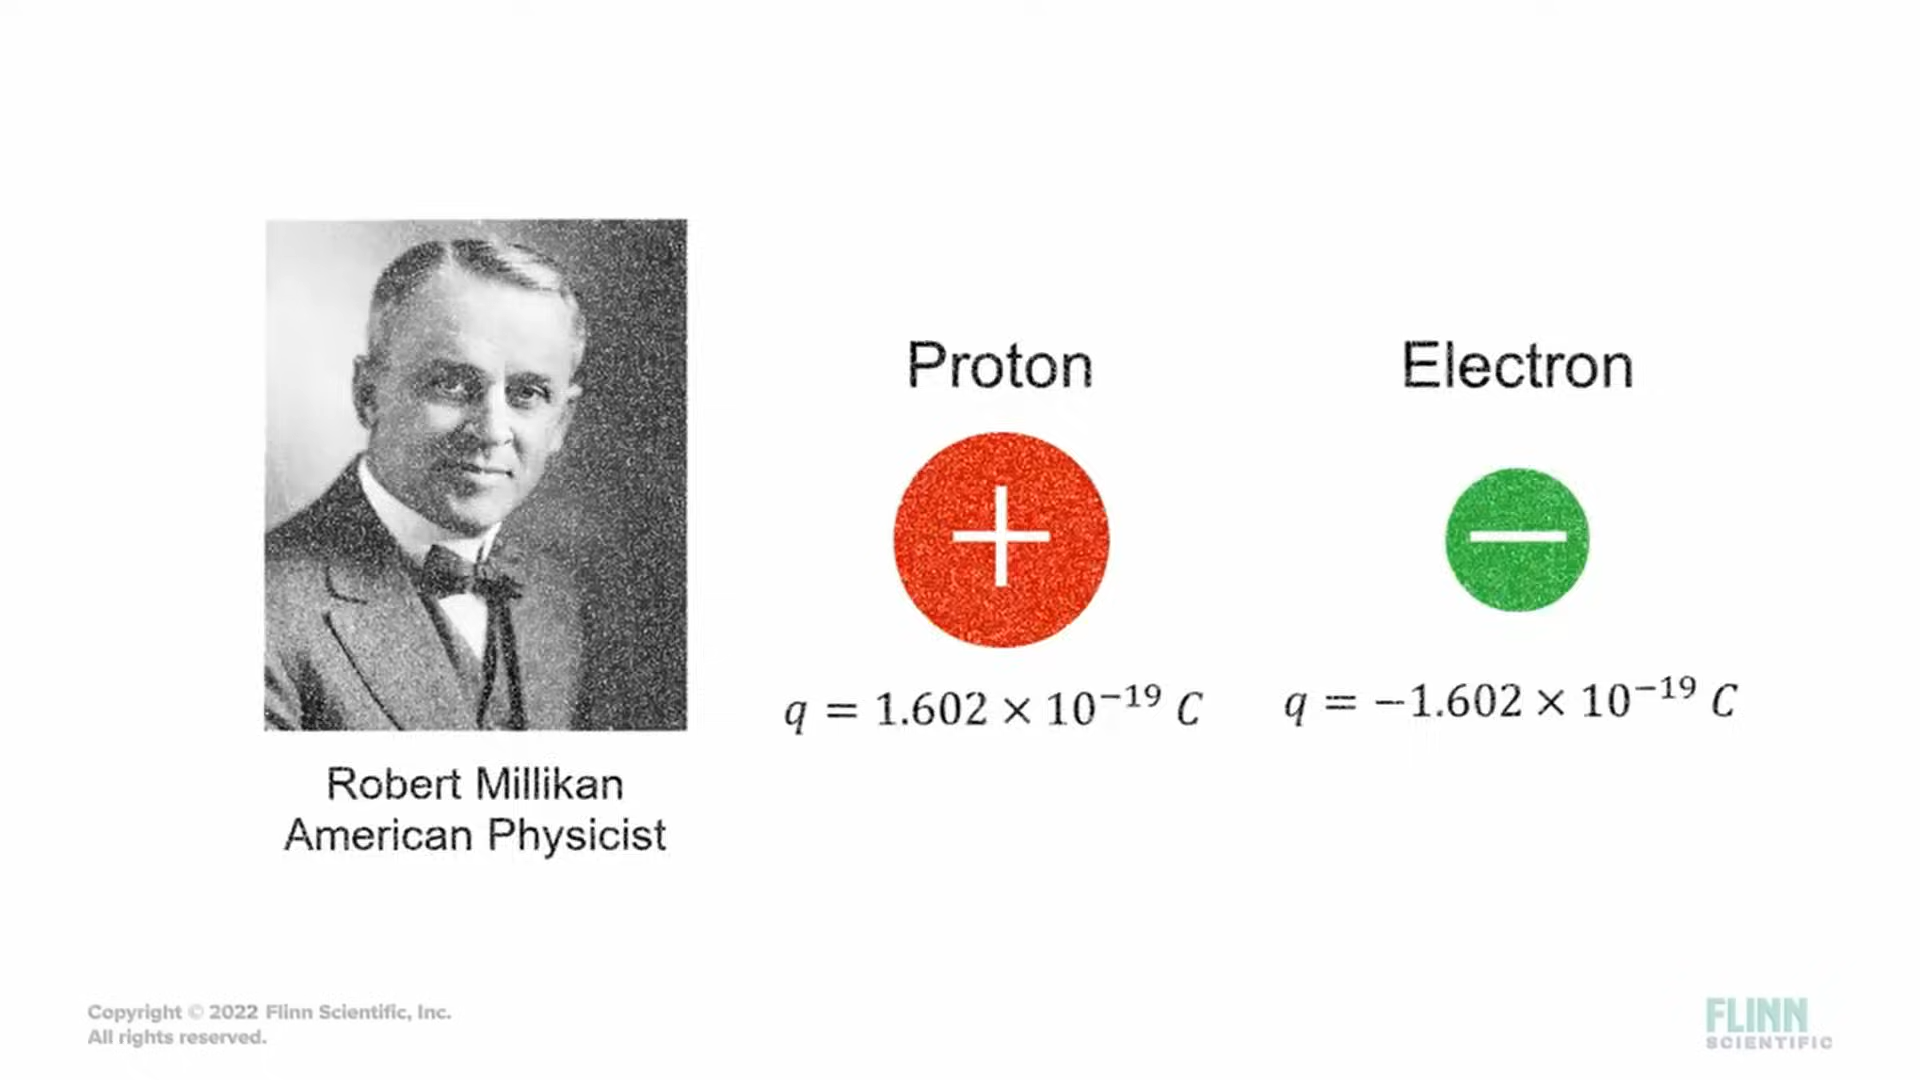 Proton
Electron
+
−
q = 1.602 × 10⁻¹⁹ C
q = −1.602 × 10⁻¹⁹ C
Robert Millikan
American Physicist
Copyright © 2022 Flinn Scientific, Inc.
All rights reserved.
FLINN
SCIENTIFIC